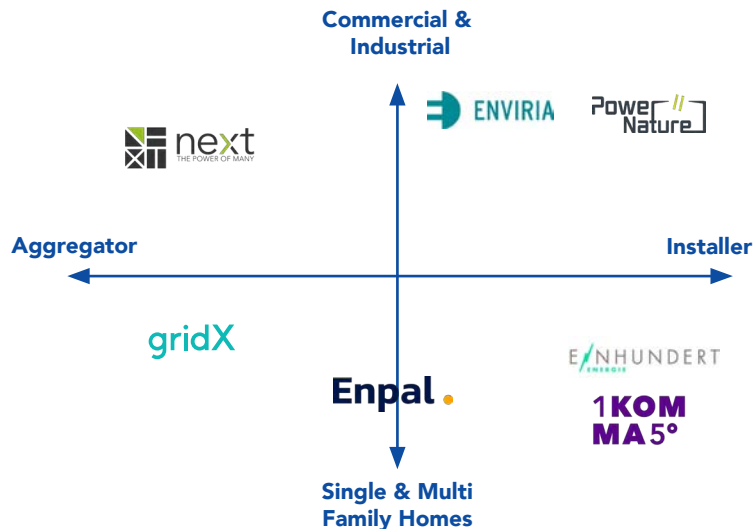 Commercial &
Industrial
ENVIRIA
Power
Nature
next
THE POWER OF MANY
Aggregator
Installer
gridX
EINHUNDERT
ENERGIE
Enpal.
1KOM
MA5°
Single & Multi
Family Homes